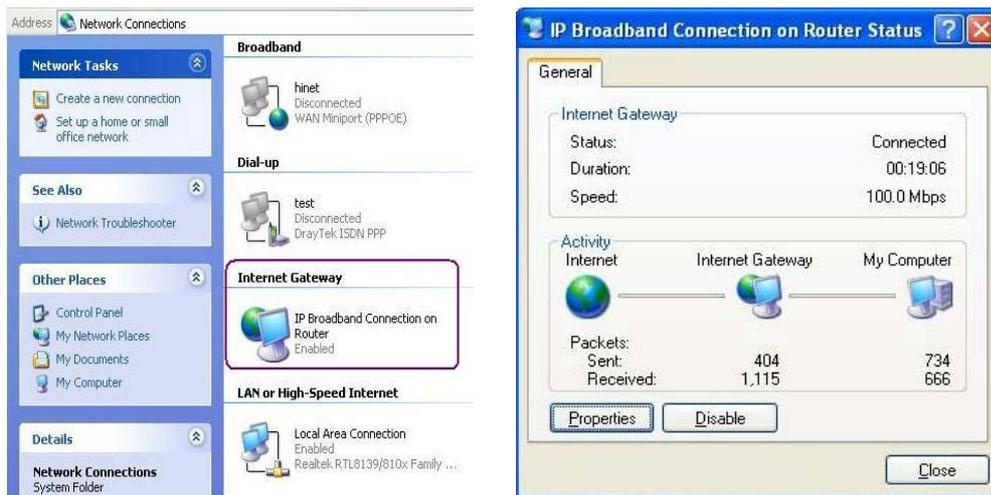 Address Network Connections
Network Tasks
Create a new connection
Set up a home or small
office network
See Also
Network Troubleshooter
Other Places
Control Panel
My Network Places
My Documents
My Computer
Details
Network Connections
System Folder
Broadband
hinet
Disconnected
WAN Miniport (PPPOE)
Dial-up
test
Disconnected
DrayTek ISDN PPP
Internet Gateway
IP Broadband Connection on
Router
Enabled
LAN or High-Speed Internet
Local Area Connection
Enabled
Realtek RTL8139/810x Family ...
IP Broadband Connection on Router Status
General
Internet Gateway
Status: Connected
Duration: 00:19:06
Speed: 100.0 Mbps
Activity
Internet Internet Gateway My Computer
Packets:
Sent: 404 734
Received: 1,115 666
Properties Disable
Close